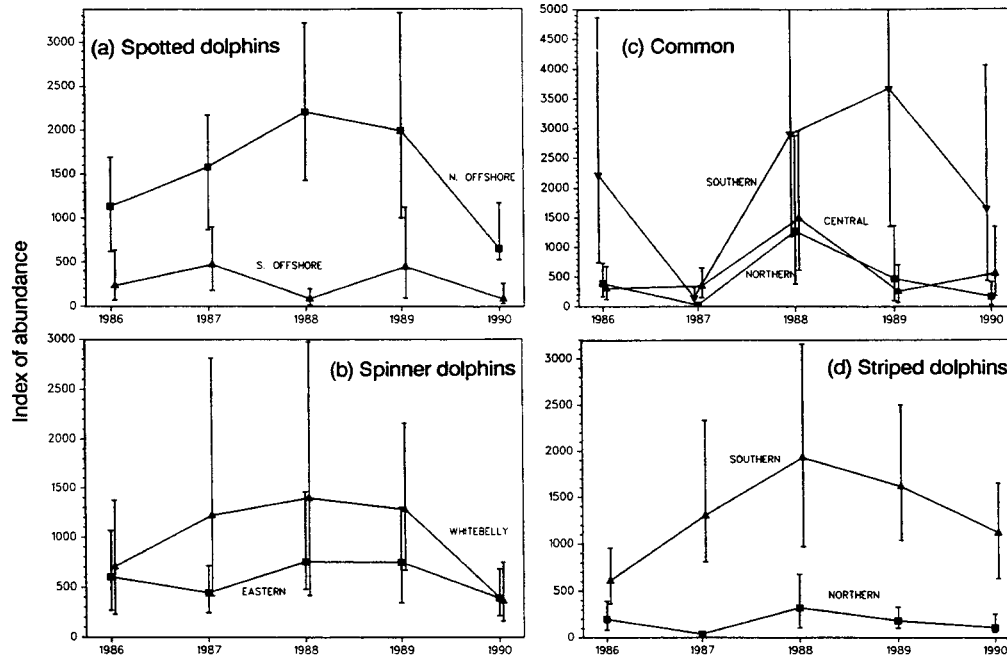 (a) Spotted dolphins
3000
2500
2000
1500
1000
500
0
N. OFFSHORE
S. OFFSHORE
1986 1987 1988 1989 1990
(c) Common
5000
4500
4000
3500
3000
2500
2000
1500
1000
500
0
SOUTHERN
CENTRAL
NORTHERN
1986 1987 1988 1989 1990
Index of abundance
(b) Spinner dolphins
3000
2500
2000
1500
1000
500
0
WHITEBELLY
EASTERN
1986 1987 1988 1989 1990
(d) Striped dolphins
3000
2500
2000
1500
1000
500
0
SOUTHERN
NORTHERN
1986 1987 1988 1989 1990